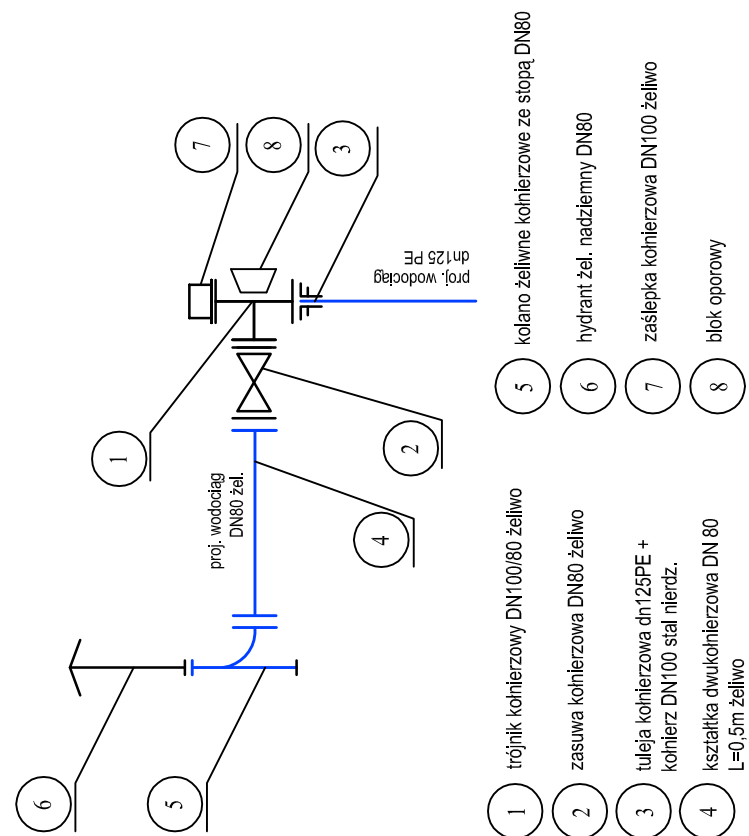 7
8
3
1
proj. wodociąg
dn125 PE
2
proj. wodociąg
DN80 żel.
4
6
5
1 trójnik kołnierzowy DN100/80 żeliwo
2 zasuwa kołnierzowa DN80 żeliwo
3 tuleja kołnierzowa dn125PE +
kołnierz DN100 stal nierdz.
4 kształtka dwukołnierzowa DN 80
L=0,5m żeliwo
5 kolano żeliwne kołnierzowe ze stopą DN80
6 hydrant żel. nadziemny DN80
7 zaślepka kołnierzowa DN100 żeliwo
8 blok oporowy